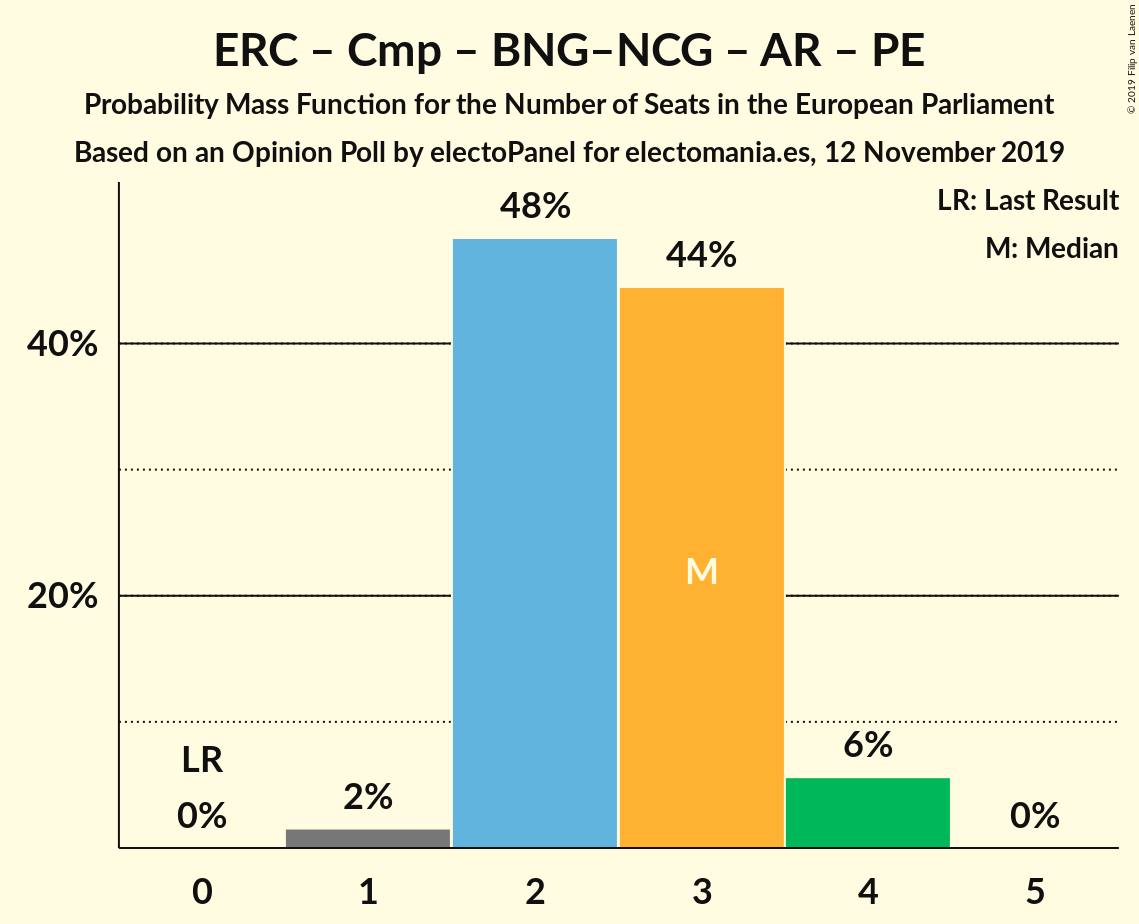 ERC – Cmp – BNG–NCG – AR – PE
Probability Mass Function for the Number of Seats in the European Parliament
Based on an Opinion Poll by electoPanel for electomania.es, 12 November 2019
© 2019 Filip van Laenen
LR: Last Result
M: Median
48%
44%
40%
M
20%
LR
6%
2%
0%
0%
0 1 2 3 4 5